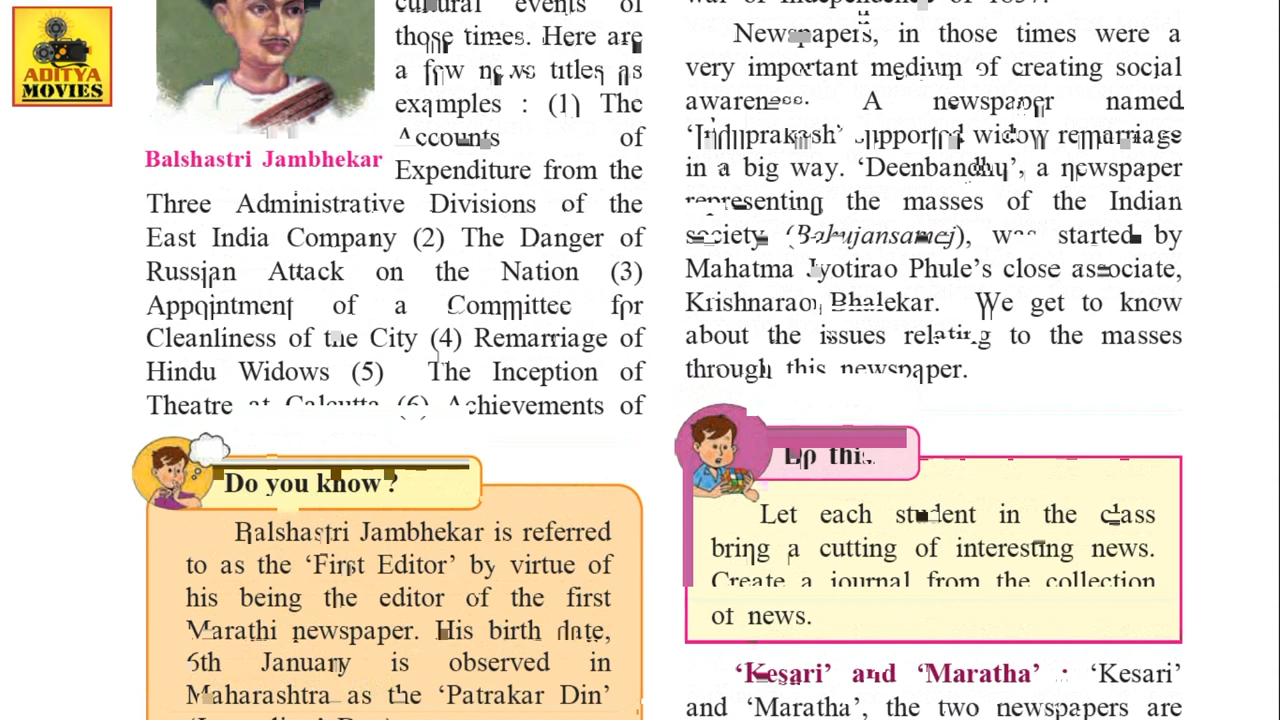 ADITYA
MOVIES
Balshastri Jambhekar
cultural events of
those times. Here are
a few news titles as
examples : (1) The
Accounts of
Expenditure from the
Three Administrative Divisions of the
East India Company (2) The Danger of
Russian Attack on the Nation (3)
Appointment of a Committee for
Cleanliness of the City (4) Remarriage of
Hindu Widows (5) The Inception of
Theatre at Calcutta (6) Achievements of
Do you know?
Balshastri Jambhekar is referred
to as the ‘First Editor’ by virtue of
his being the editor of the first
Marathi newspaper. His birth date,
6th January is observed in
Maharashtra as the ‘Patrakar Din’
war of Independence of 1857.
Newspapers, in those times were a
very important medium of creating social
awareness. A newspaper named
‘Induprakash’ supported widow remarriage
in a big way. ‘Deenbandhu’, a newspaper
representing the masses of the Indian
society (Bahujansamaj), was started by
Mahatma Jyotirao Phule’s close associate,
Krishnarao Bhalekar. We get to know
about the issues relating to the masses
through this newspaper.
Do this.
Let each student in the class
bring a cutting of interesting news.
Create a journal from the collection
of news.
‘Kesari’ and ‘Maratha’ : ‘Kesari’
and ‘Maratha’, the two newspapers are